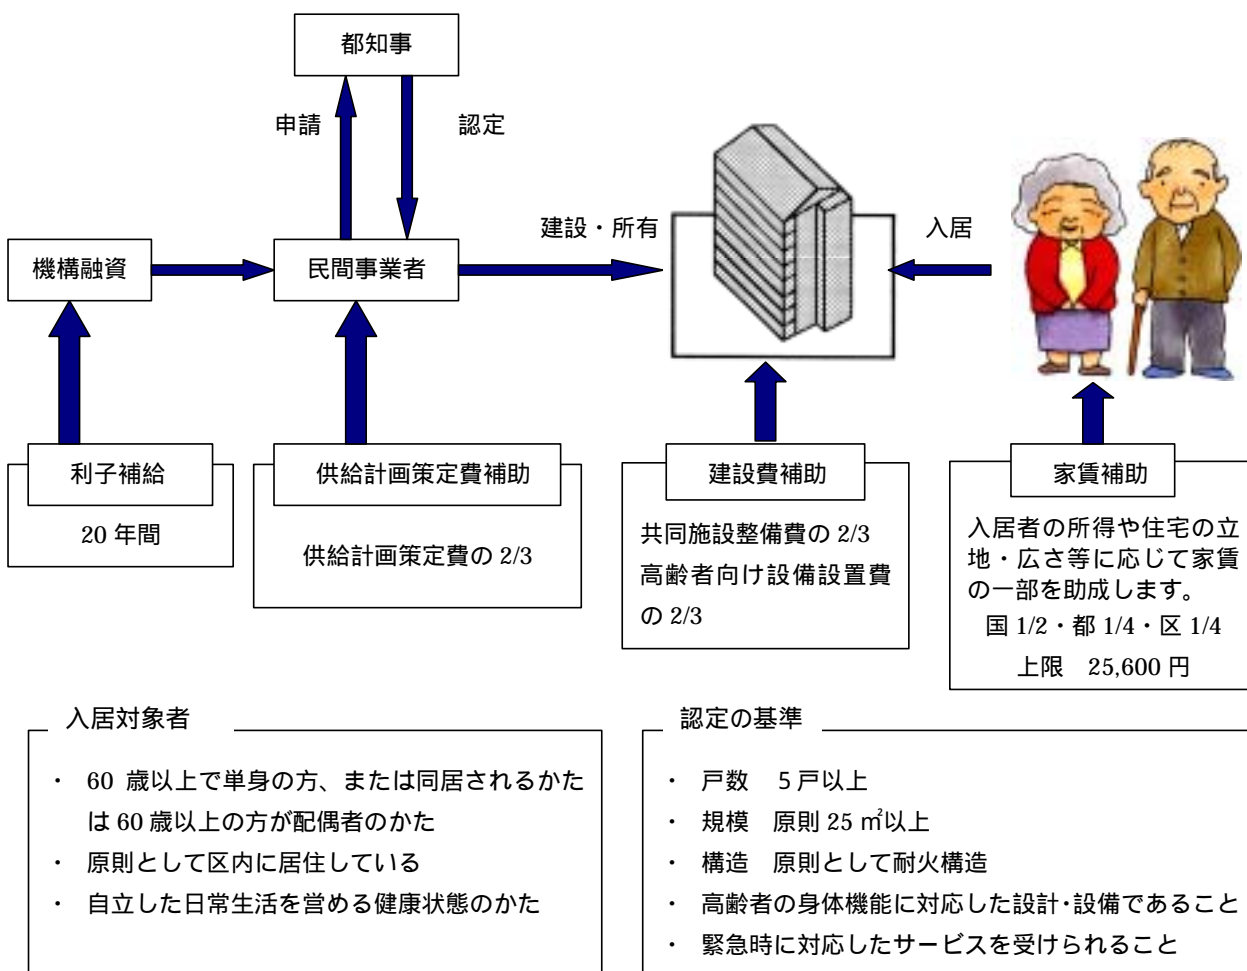 都知事
申請
認定
建設・所有
入居
機構融資
民間事業者
利子補給
20 年間
供給計画策定費補助
供給計画策定費の 2/3
建設費補助
共同施設整備費の 2/3
高齢者向け設備設置費
の 2/3
家賃補助
入居者の所得や住宅の立
地・広さ等に応じて家賃
の一部を助成します。
国 1/2・都 1/4・区 1/4
上限　25,600 円
入居対象者
・ 60 歳以上で単身の方、または同居されるかた
は 60 歳以上の方が配偶者のかた
・ 原則として区内に居住している
・ 自立した日常生活を営める健康状態のかた
認定の基準
・ 戸数　５戸以上
・ 規模　原則 25 ㎡以上
・ 構造　原則として耐火構造
・ 高齢者の身体機能に対応した設計･設備であること
・ 緊急時に対応したサービスを受けられること